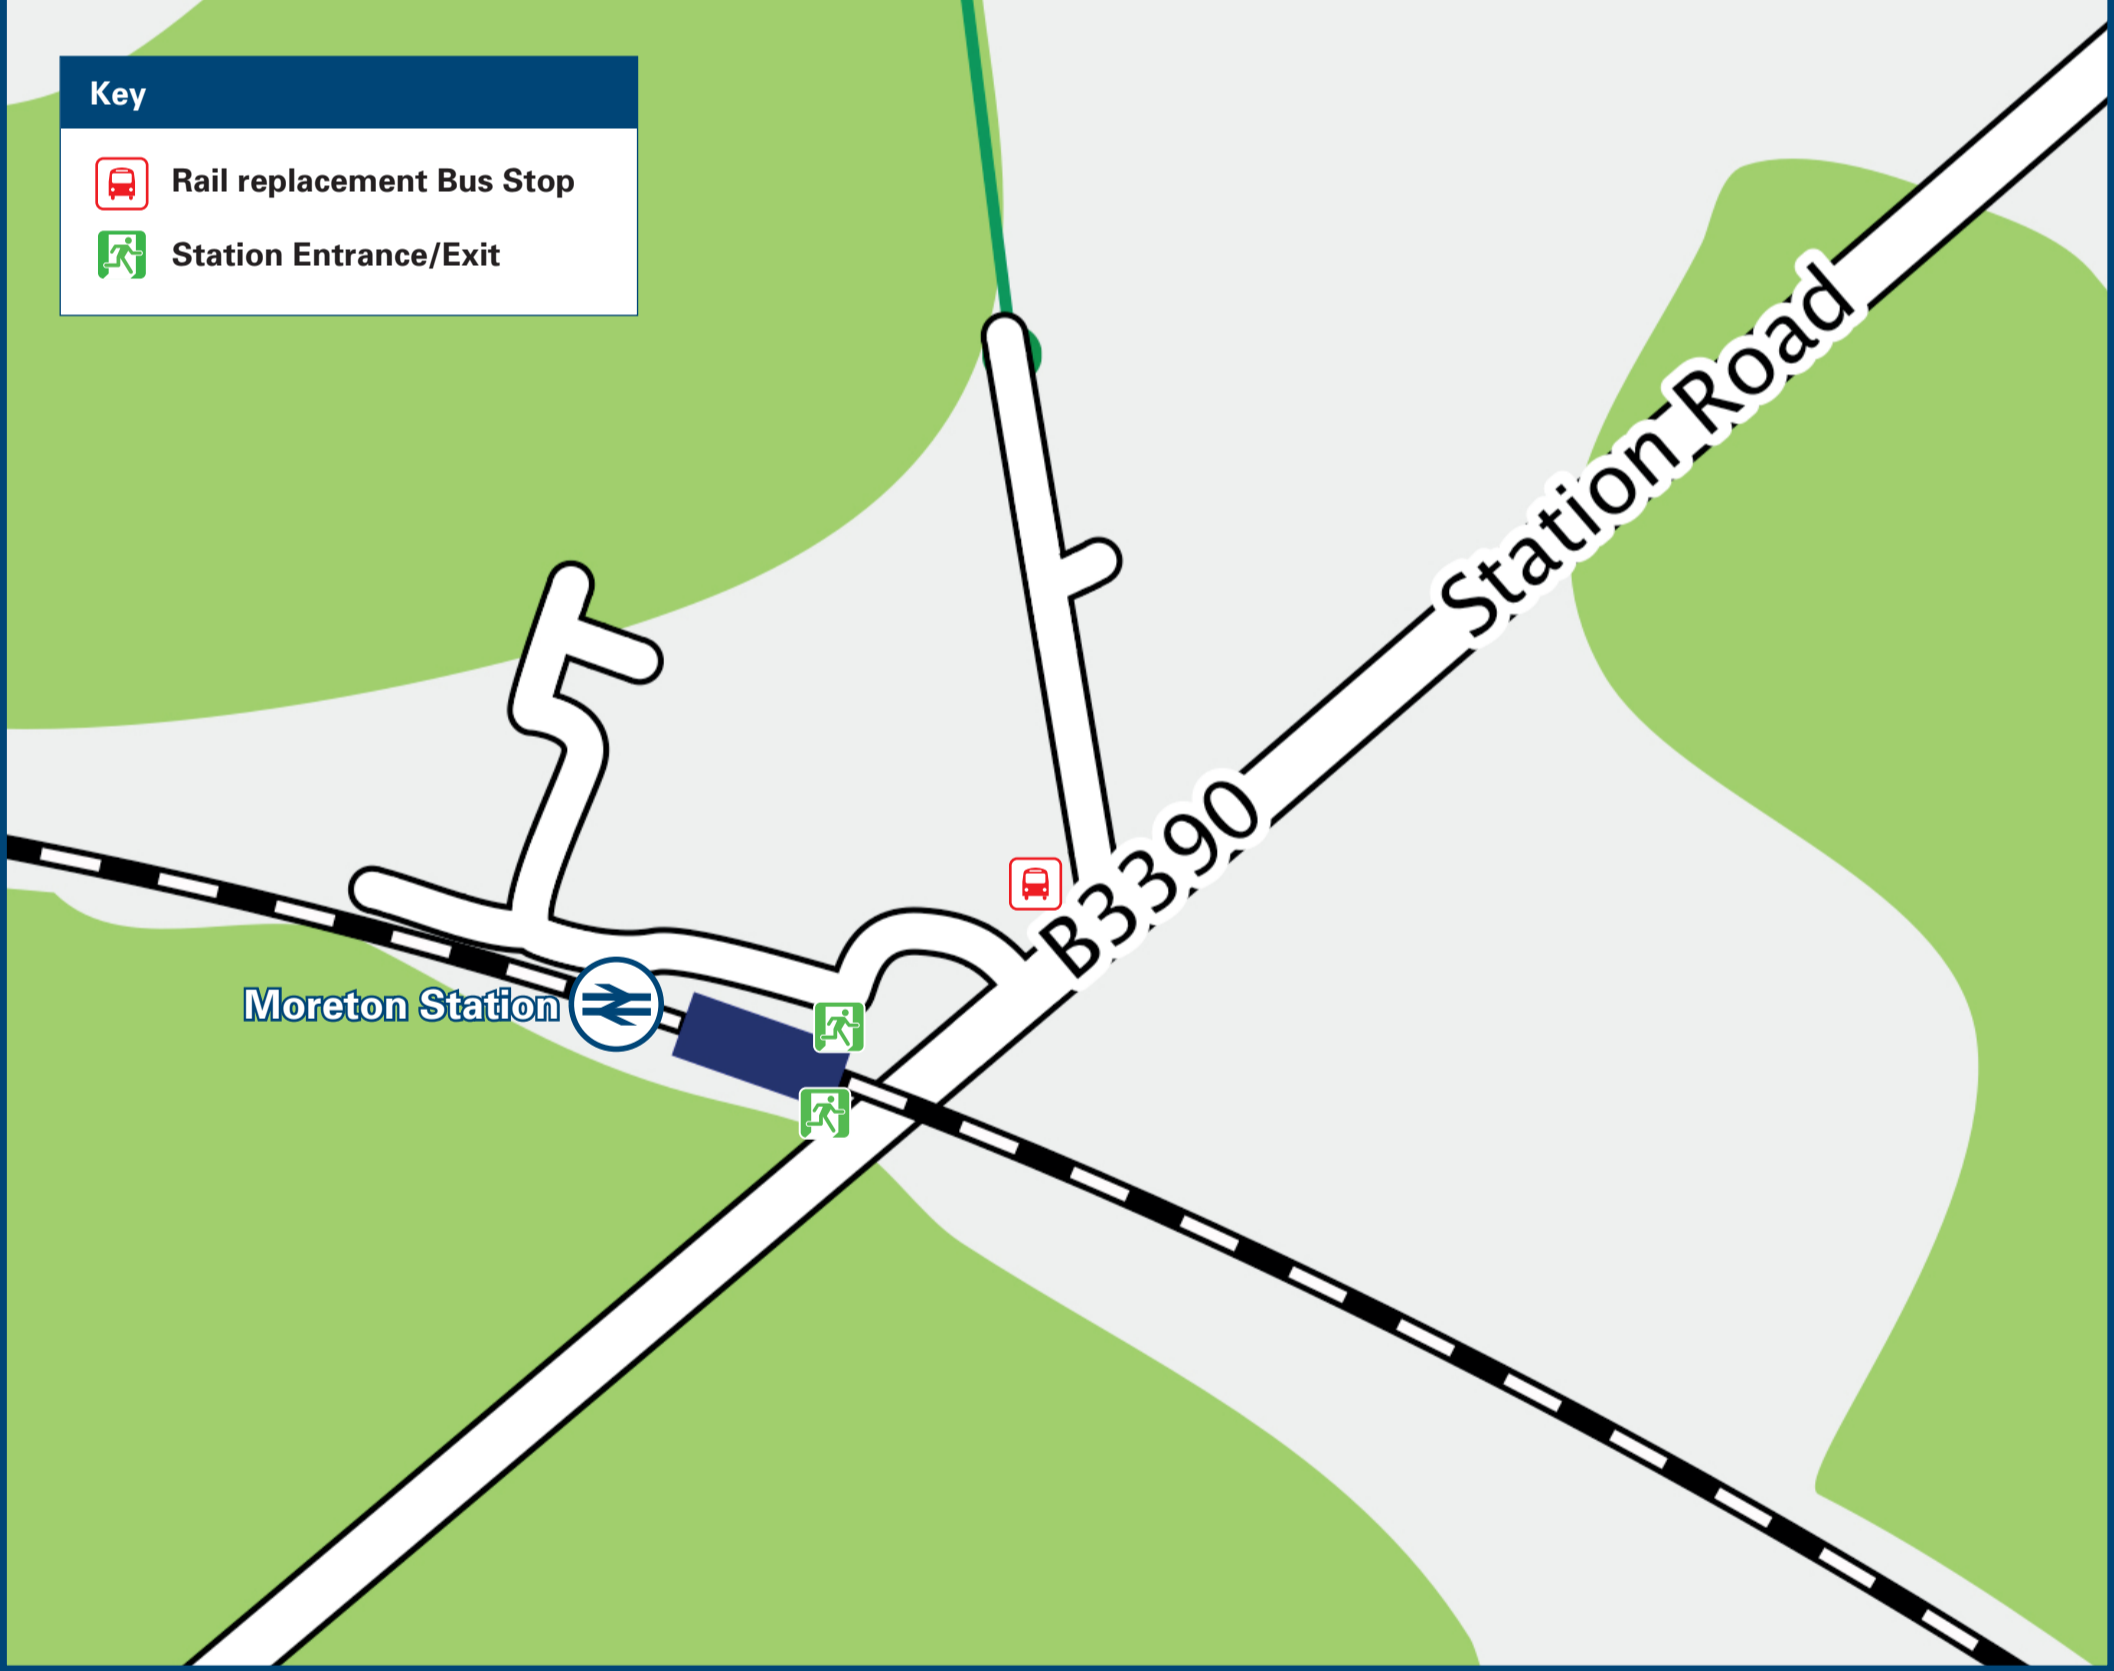 Key
Rail replacement Bus Stop
Station Entrance/Exit
Station Road
B3390
Moreton Station